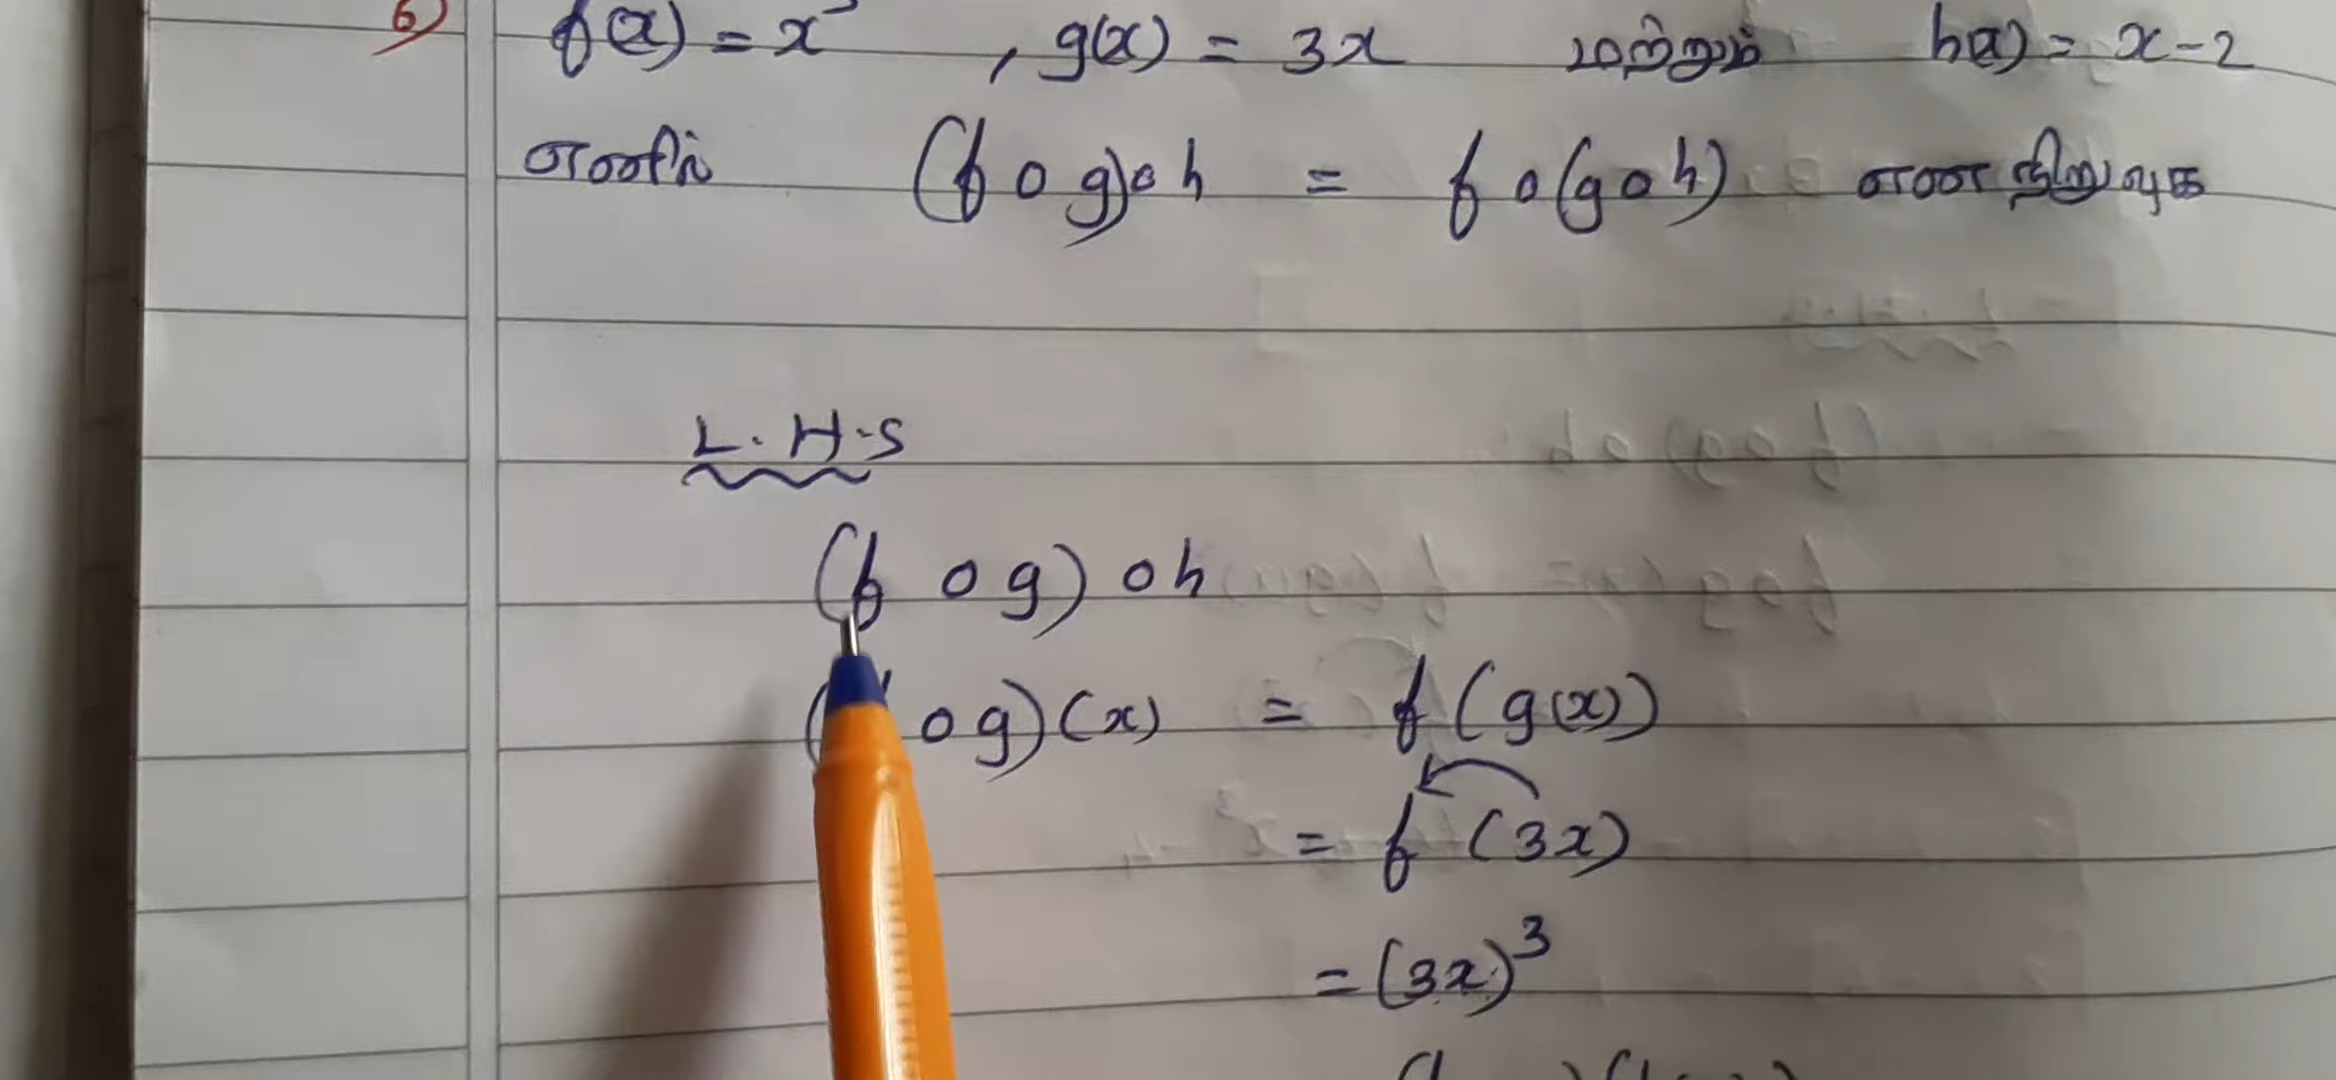 6) f(x) = x³ , g(x) = 3x மற்றும் h(x) = x-2
எனில் (f o g) o h = f o (g o h) என நிறுவுக
L.H.S
(f o g) o h
(f o g)(x) = f(g(x))
= f (3x)
= (3x)³